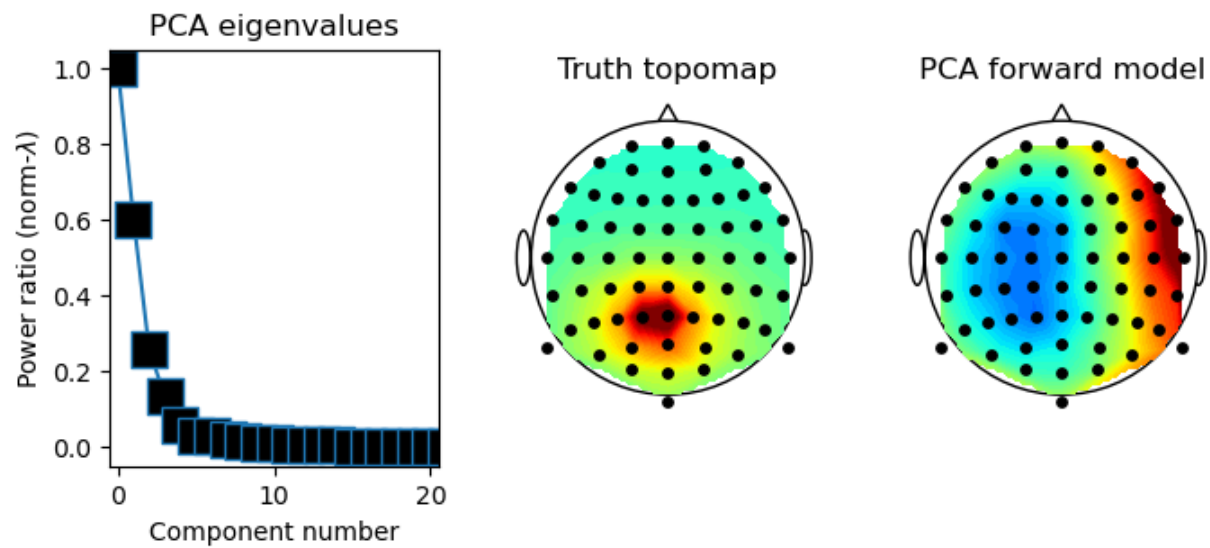 PCA eigenvalues
Power ratio (norm-λ)
1.0
0.8
0.6
0.4
0.2
0.0
0
10
20
Component number
Truth topomap
PCA forward model